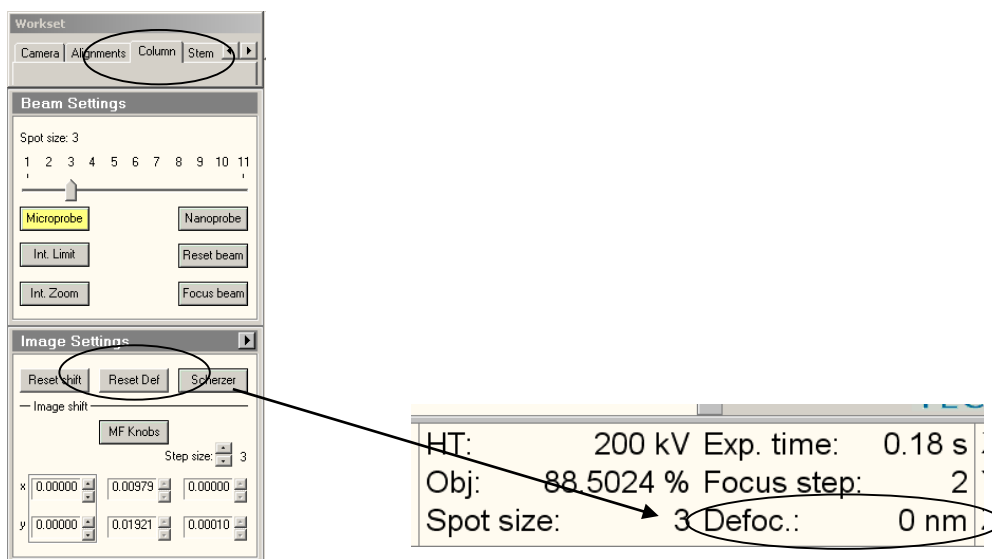 Workset
Camera Alignments Column Stem
Beam Settings
Spot size: 3
1 2 3 4 5 6 7 8 9 10 11
Microprobe Nanoprobe
Int. Limit Reset beam
Int. Zoom Focus beam
Image Settings
Reset shift Reset Def Scherzer
Image shift
MF Knobs
Step size: 3
x 0.00000 0.00979 0.00000
y 0.00000 0.01921 0.00010
HT: 200 kV Exp. time: 0.18 s
Obj: 88.5024 % Focus step: 2
Spot size: 3 Defoc.: 0 nm